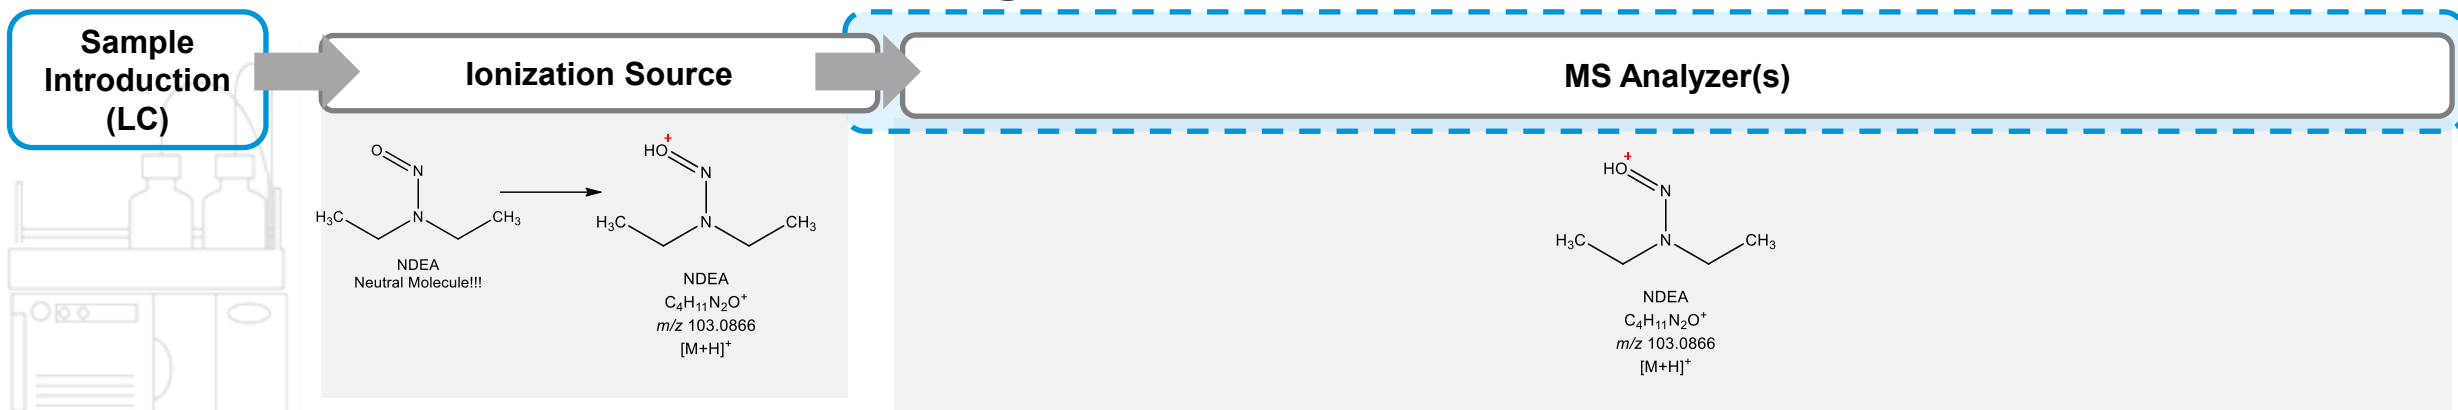 Sample
Introduction
(LC)
Ionization Source
MS Analyzer(s)
O
N
N
H₃C
CH₃
NDEA
Neutral Molecule!!!
+
HO
N
N
H₃C
CH₃
NDEA
C₄H₁₁N₂O⁺
m/z 103.0866
[M+H]⁺
+
HO
N
N
H₃C
CH₃
NDEA
C₄H₁₁N₂O⁺
m/z 103.0866
[M+H]⁺